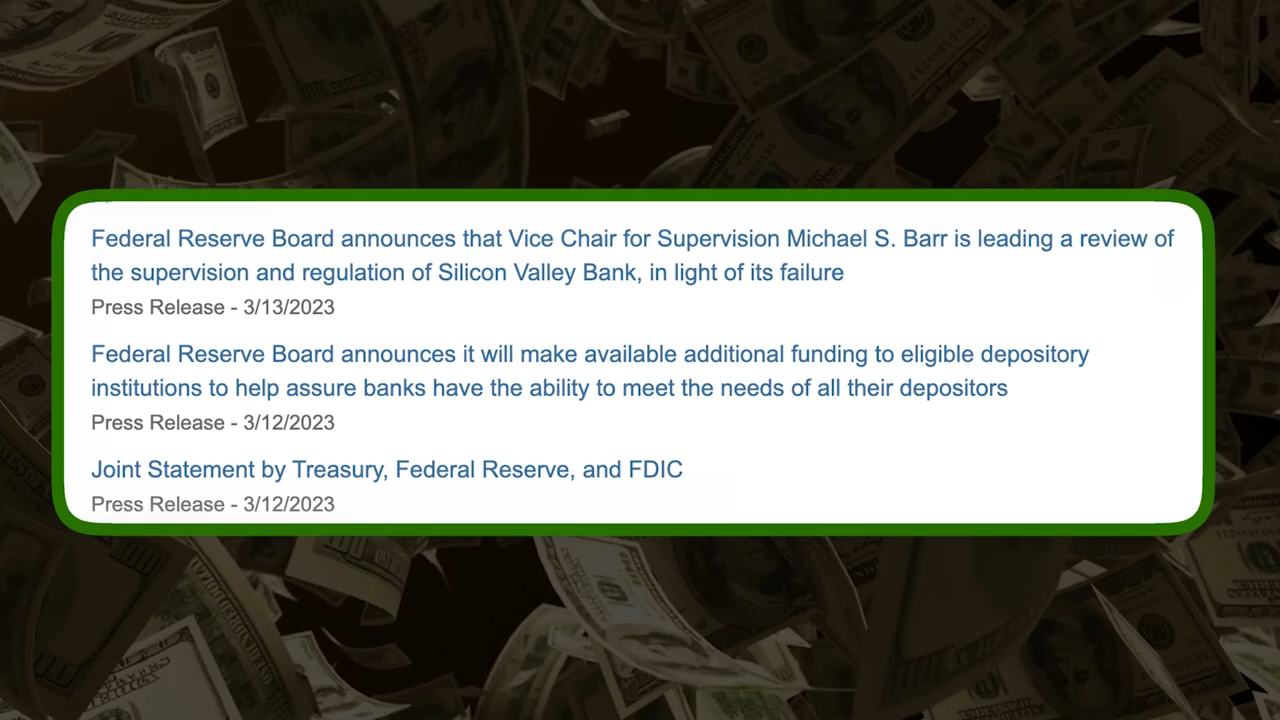 Federal Reserve Board announces that Vice Chair for Supervision Michael S. Barr is leading a review of
the supervision and regulation of Silicon Valley Bank, in light of its failure
Press Release - 3/13/2023
Federal Reserve Board announces it will make available additional funding to eligible depository
institutions to help assure banks have the ability to meet the needs of all their depositors
Press Release - 3/12/2023
Joint Statement by Treasury, Federal Reserve, and FDIC
Press Release - 3/12/2023